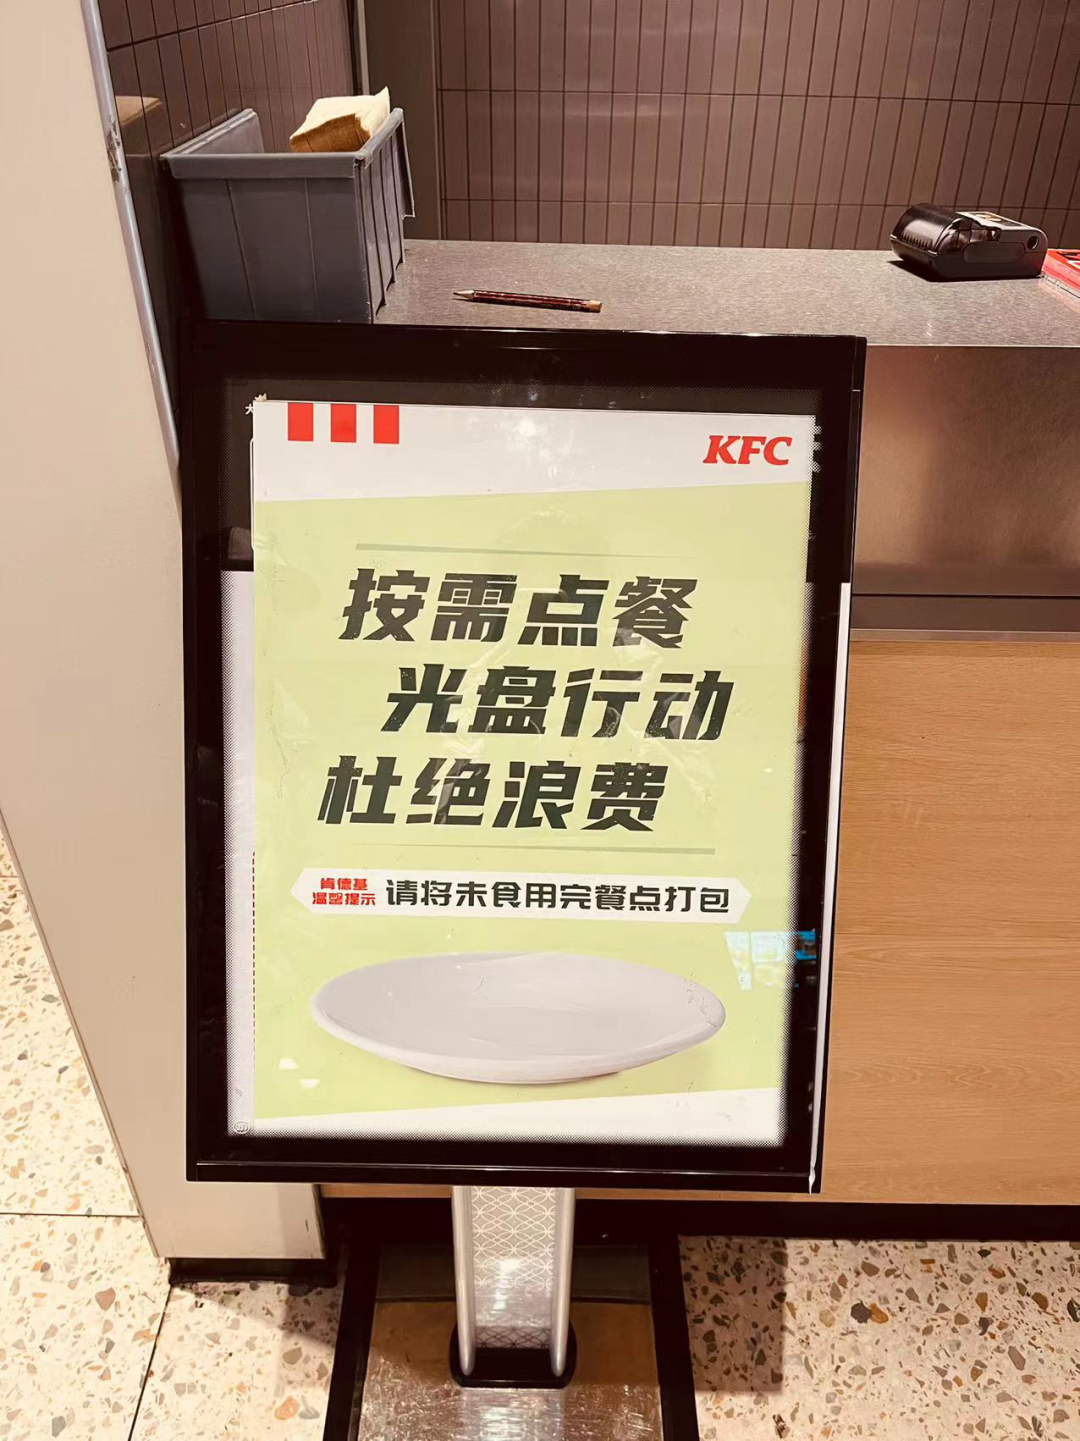 KFC
按需点餐
光盘行动
杜绝浪费
肯德基
温馨提示
请将未食用完餐点打包